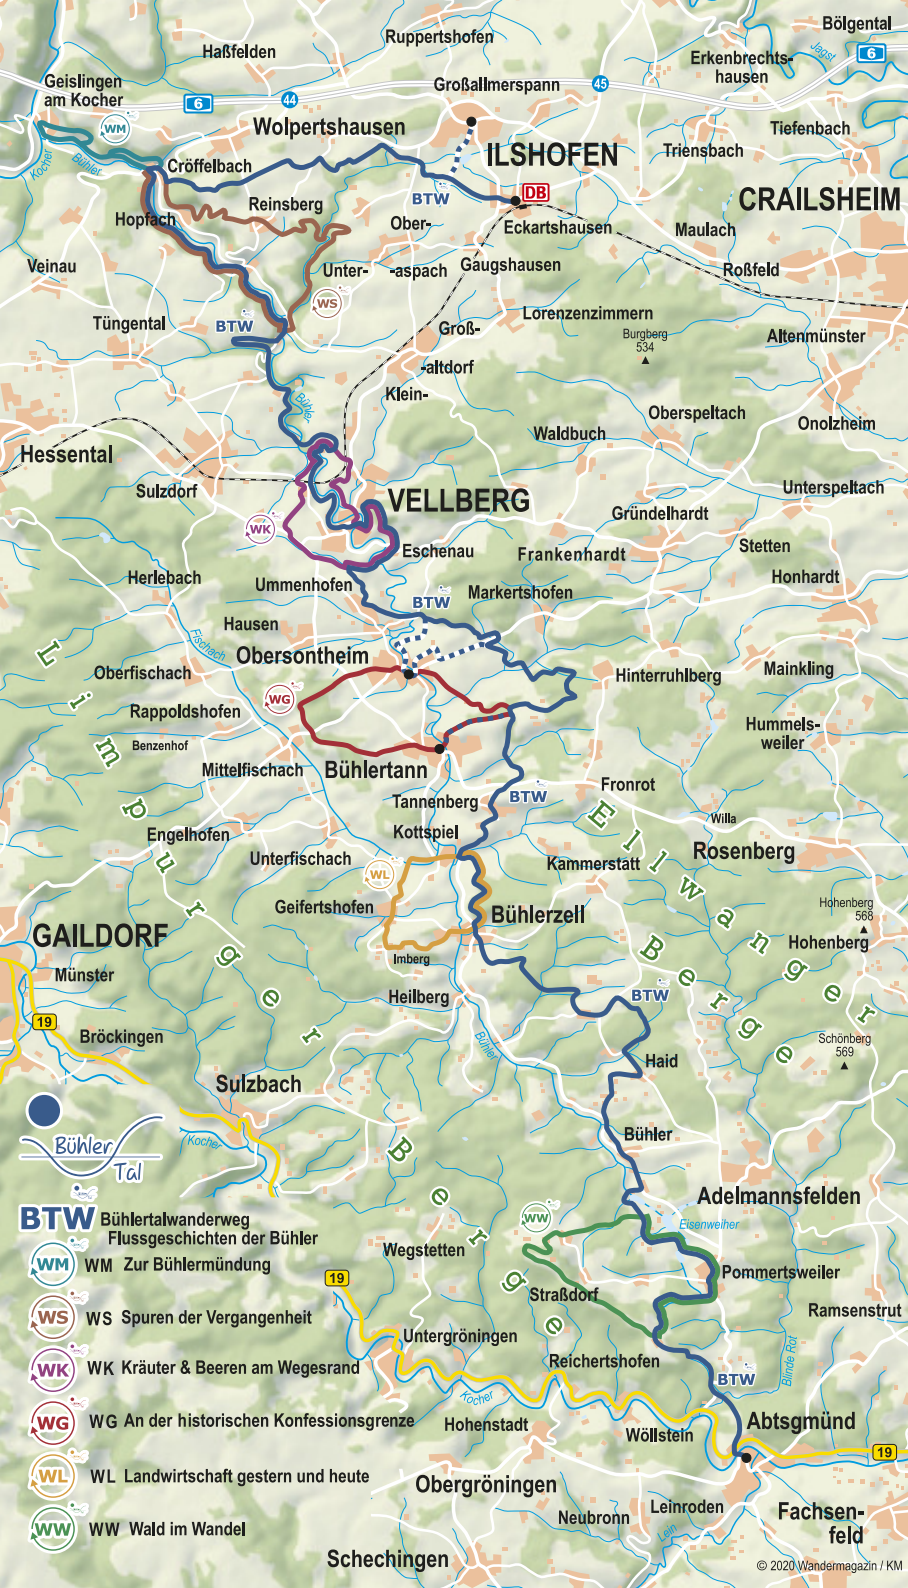 Bölgental
Ruppertshofen
Haßfelden
Erkenbrechts-
hausen
Jagst
6
Geislingen
am Kocher
Großallmerspann
45
6
44
WM
Wolpertshausen
Tiefenbach
ILSHOFEN
Triensbach
Kocher
Bühler
Cröffelbach
DB
BTW
CRAILSHEIM
Reinsberg
Hopfach
Ober-
Eckartshausen
Maulach
Veinau
Unter-
-aspach
Gaugshausen
Roßfeld
WS
Tüngental
BTW
Lorenzenzimmern
Groß-
Burgberg
534
Altenmünster
-altdorf
Klein-
Bühler
Oberspeltach
Onolzheim
Waldbuch
Hessental
Sulzdorf
VELLBERG
Unterspeltach
Gründelhardt
WK
Eschenau
Frankenhardt
Stetten
Herlebach
Ummenhofen
Honhardt
BTW
Markertshofen
Hausen
Fischach
Obersontheim
Oberfischach
Hinterruhlberg
Mainkling
WG
Rappoldshofen
Benzenhof
Hummels-
weiler
Mittelfischach
Bühlertann
Fronrot
Tannenberg
BTW
Willa
Kottspiel
Engelhofen
Unterfischach
Rosenberg
WL
Kammerstatt
Geifertshofen
Bühlerzell
Hohenberg
568
Hohenberg
GAILDORF
Imberg
Münster
Heilberg
BTW
19
Bröckingen
Bühler
Schönberg
569
Haid
Limpurger Berge
Ellwanger Berge
Sulzbach
Kocher
Bühler
Bühler
Tal
Adelmannsfelden
Eisenweiher
WW
BTW Bühlertalwanderweg
Flussgeschichten der Bühler
Wegstetten
WM WM Zur Bühlermündung
19
Pommertsweiler
Straßdorf
WS WS Spuren der Vergangenheit
Ramsenstrut
Untergröningen
Blinde Rot
WK WK Kräuter & Beeren am Wegesrand
Reichertshofen
BTW
Kocher
WG WG An der historischen Konfessionsgrenze
Hohenstadt
Abtsgmünd
Wöllstein
19
WL WL Landwirtschaft gestern und heute
Obergröningen
Leinroden
Neubronn
Fachsen-
feld
WW WW Wald im Wandel
Lein
Schechingen
© 2020 Wandermagazin / KM